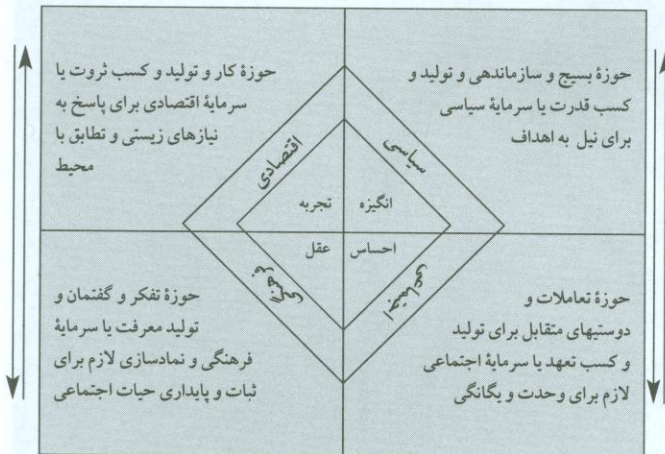 حوزهٔ بسیج و سازماندهی و تولید و
کسب قدرت یا سرمایهٔ سیاسی
برای نیل به اهداف
حوزهٔ کار و تولید و کسب ثروت یا
سرمایهٔ اقتصادی برای پاسخ به
نیازهای زیستی و تطابق با
محیط
سیاسی
اقتصادی
انگیزه
تجربه
احساس
عقل
اجتماعی
فرهنگی
حوزهٔ تعاملات و
دوستیهای متقابل برای تولید
و کسب تعهد یا سرمایهٔ اجتماعی
لازم برای وحدت و یگانگی
حوزهٔ تفکر و گفتمان و
تولید معرفت یا سرمایهٔ
فرهنگی و نمادسازی لازم برای
ثبات و پایداری حیات اجتماعی